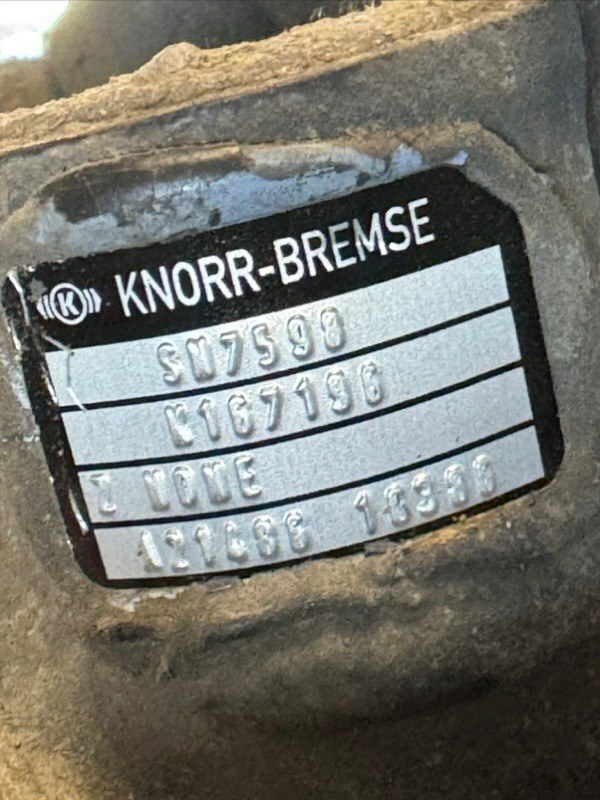 K KNORR-BREMSE
SN7598
K167196
Z NONE